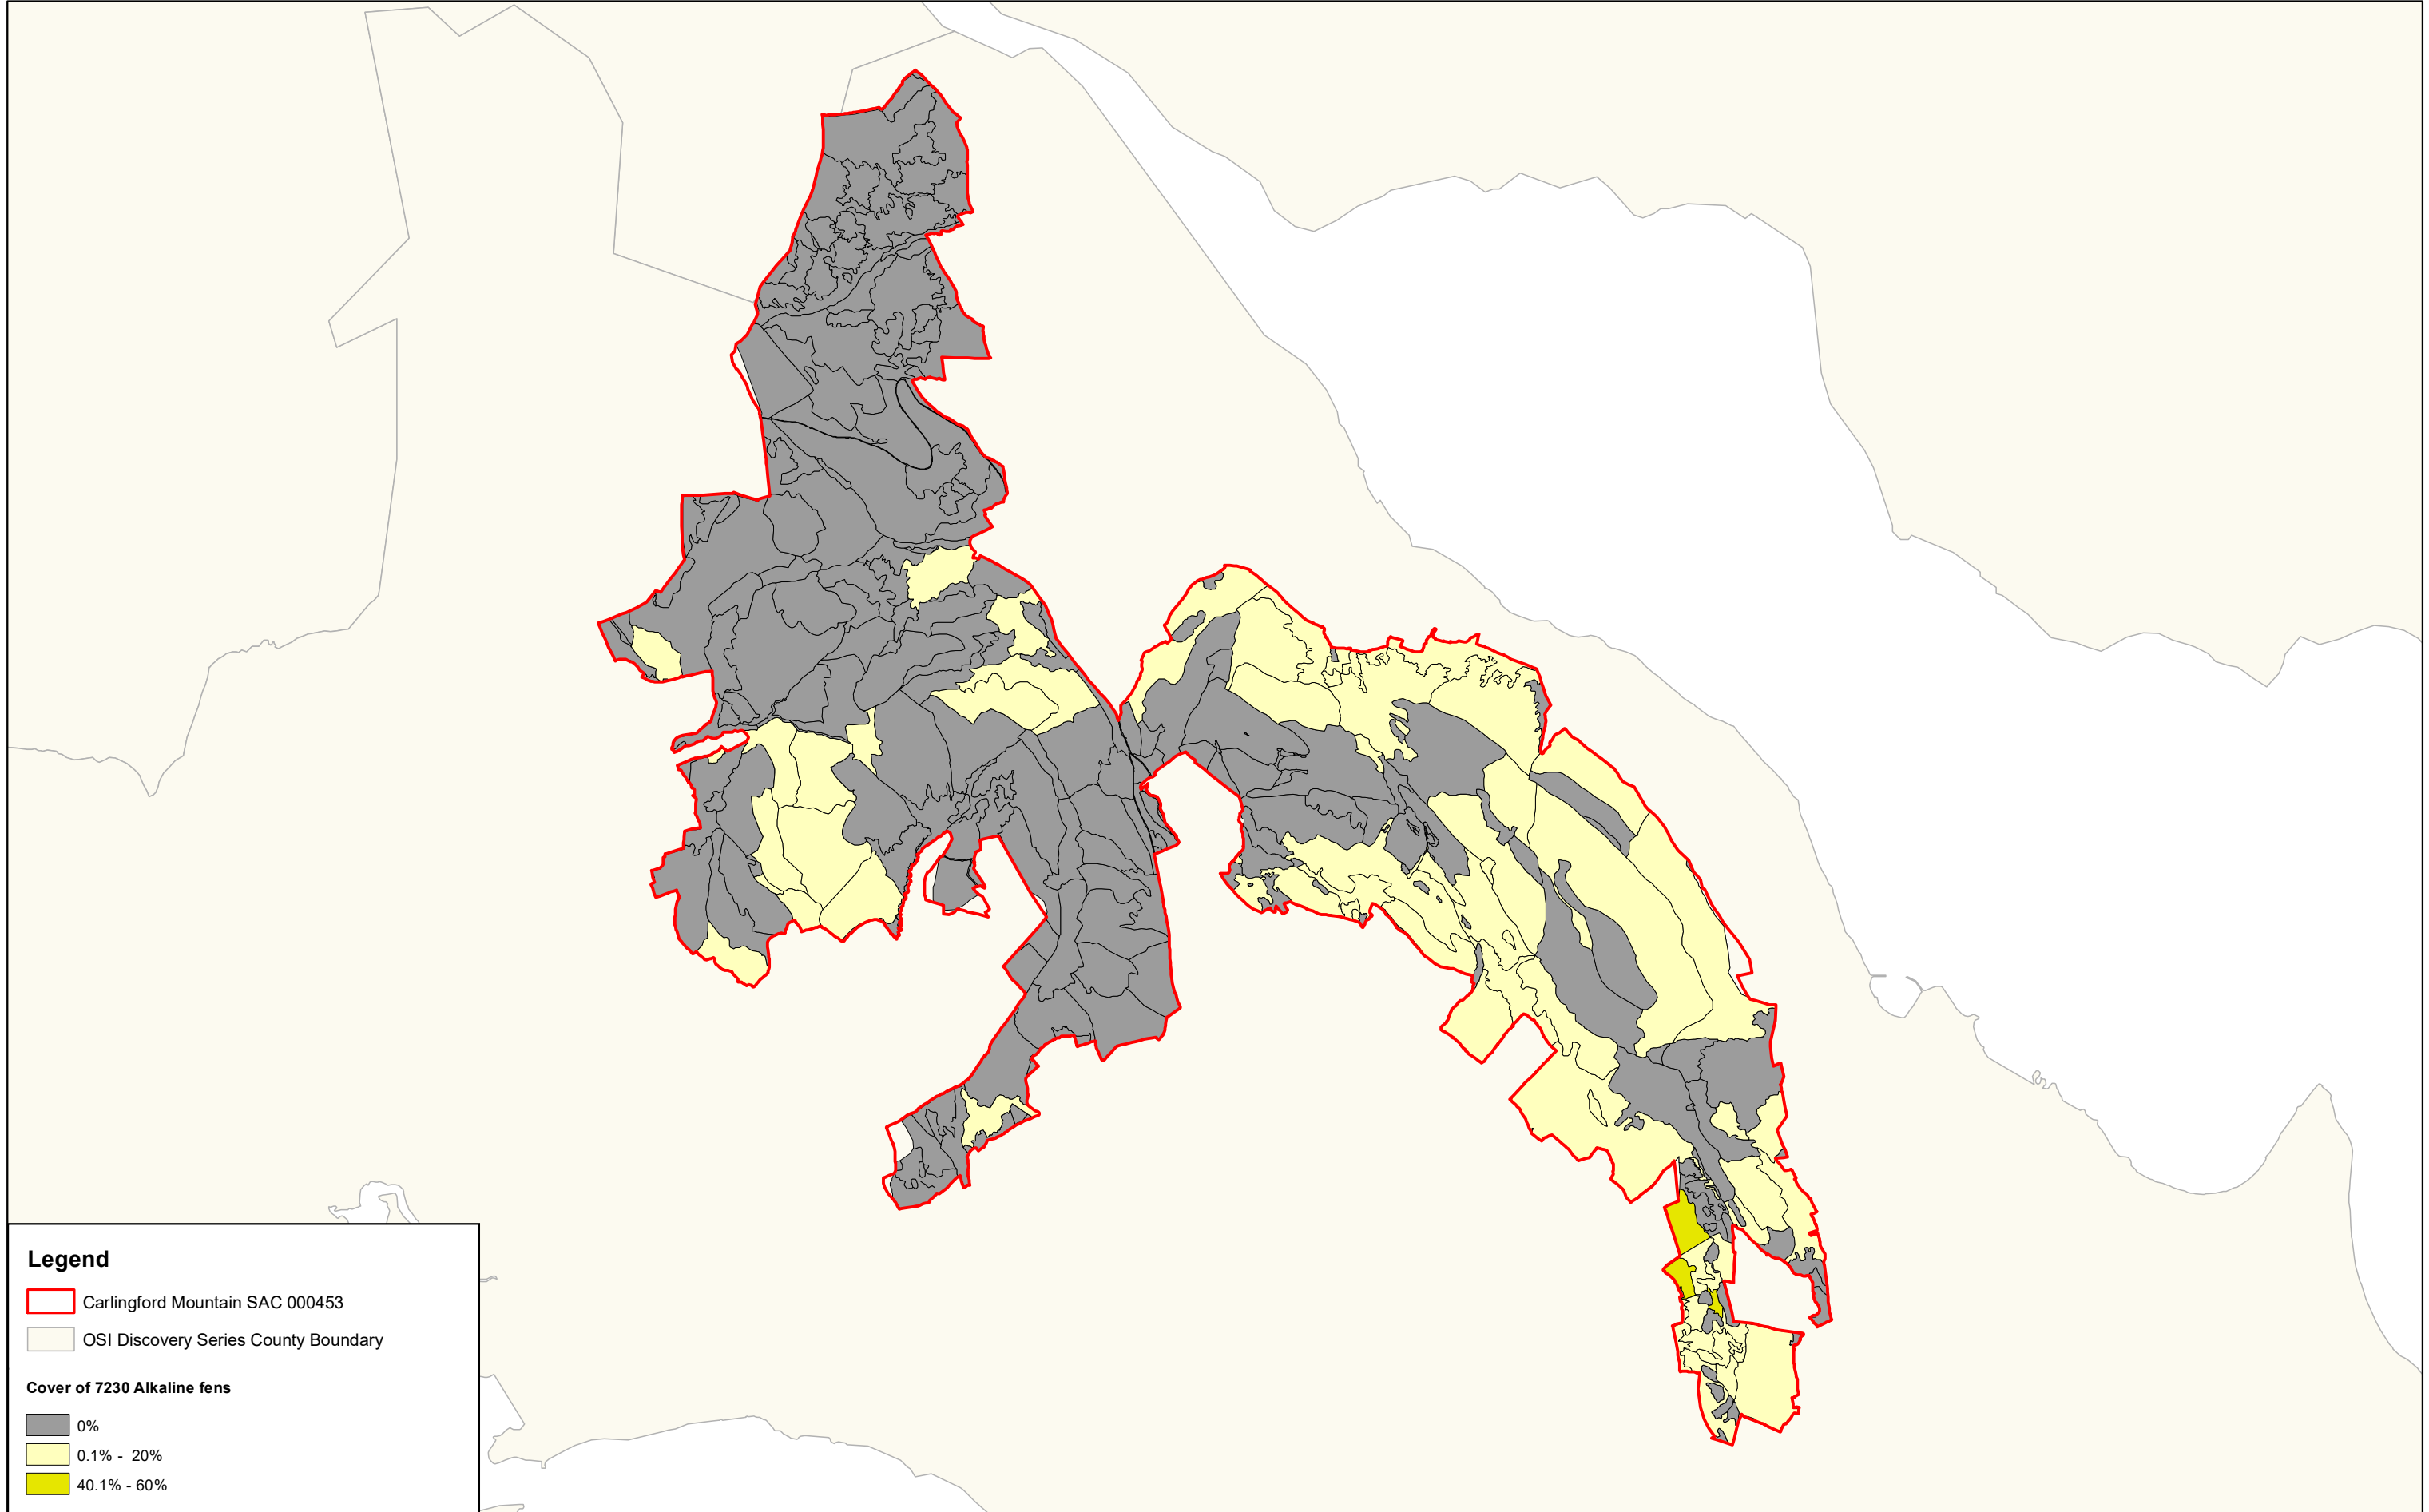 Legend
Carlingford Mountain SAC 000453
OSI Discovery Series County Boundary
Cover of 7230 Alkaline fens
0%
0.1% - 20%
40.1% - 60%